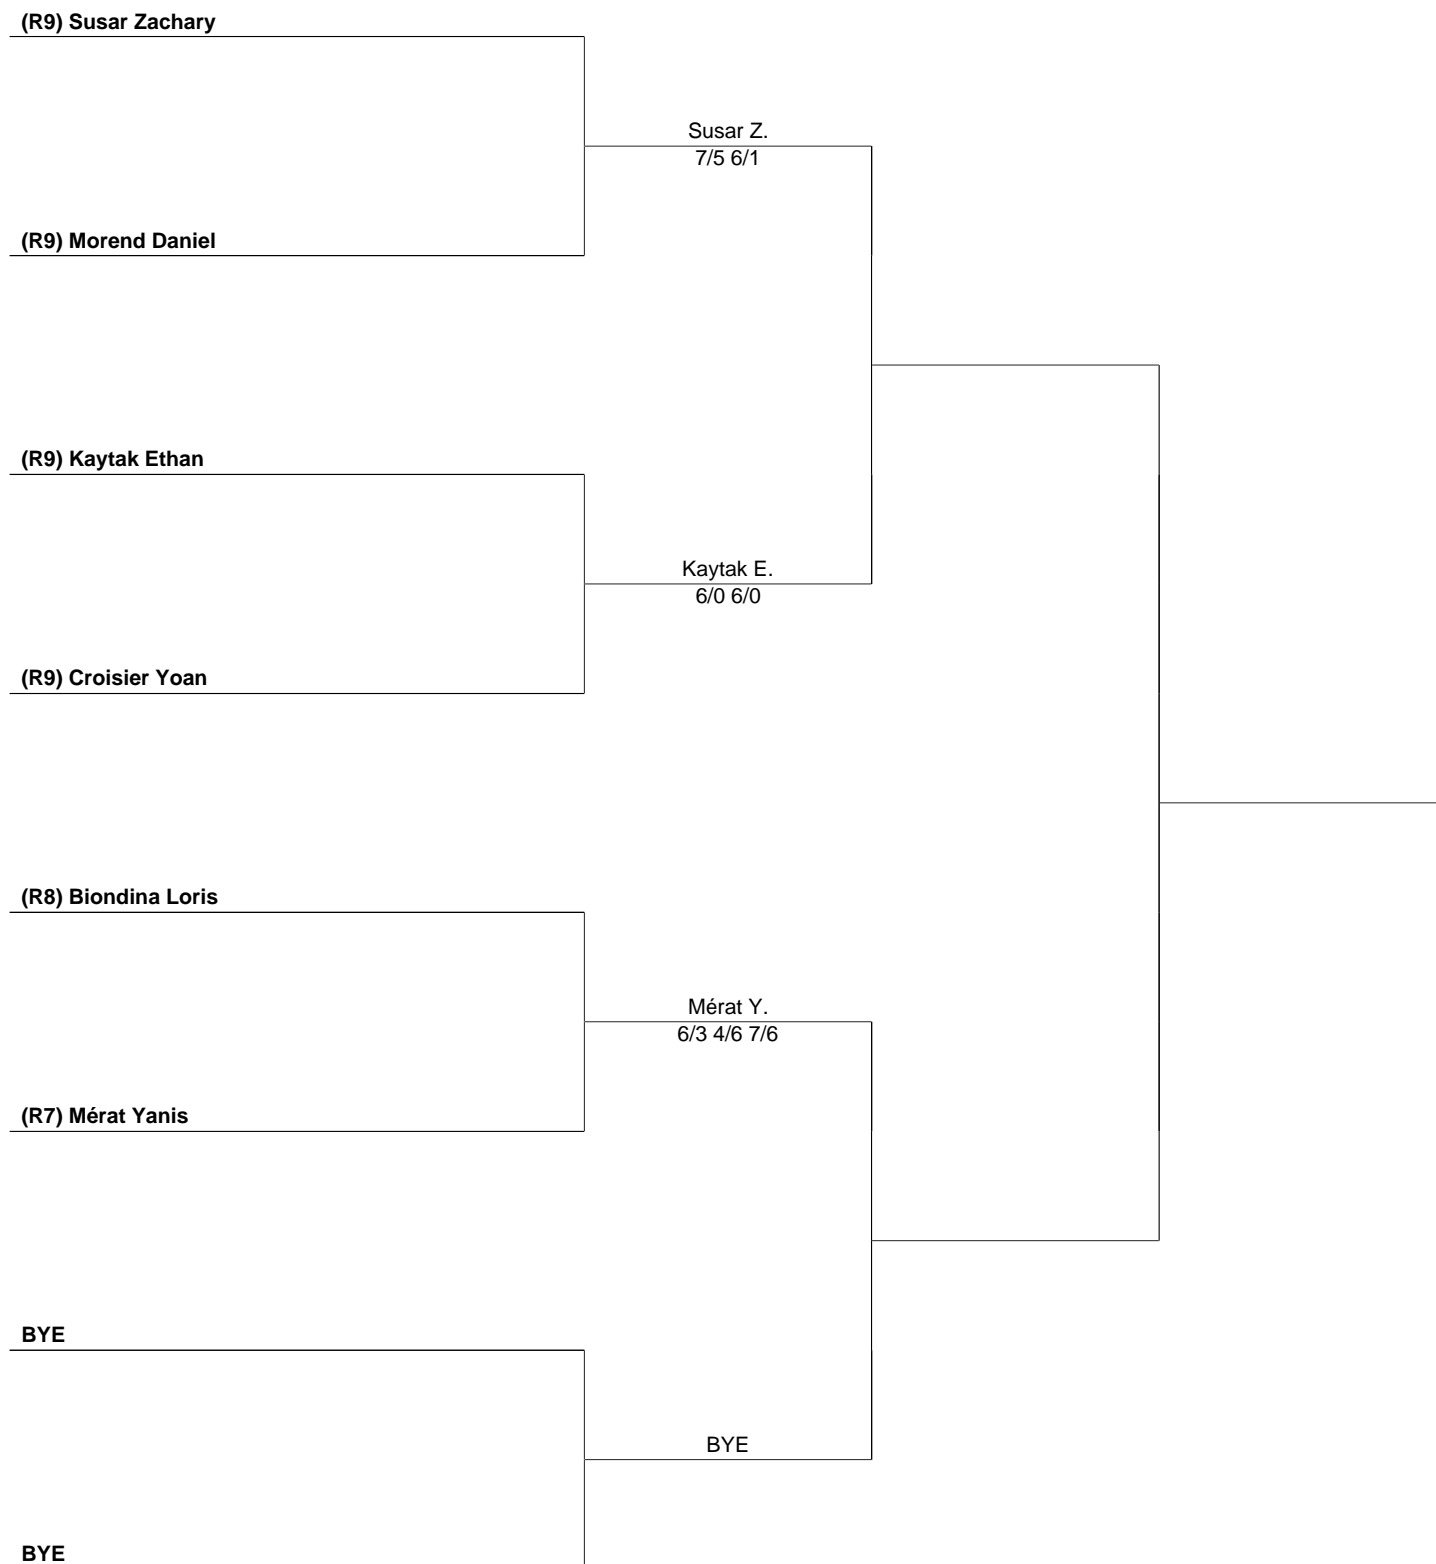 (R9) Susar Zachary
Susar Z.
7/5 6/1
(R9) Morend Daniel
(R9) Kaytak Ethan
Kaytak E.
6/0 6/0
(R9) Croisier Yoan
(R8) Biondina Loris
Mérat Y.
6/3 4/6 7/6
(R7) Mérat Yanis
BYE
BYE
BYE